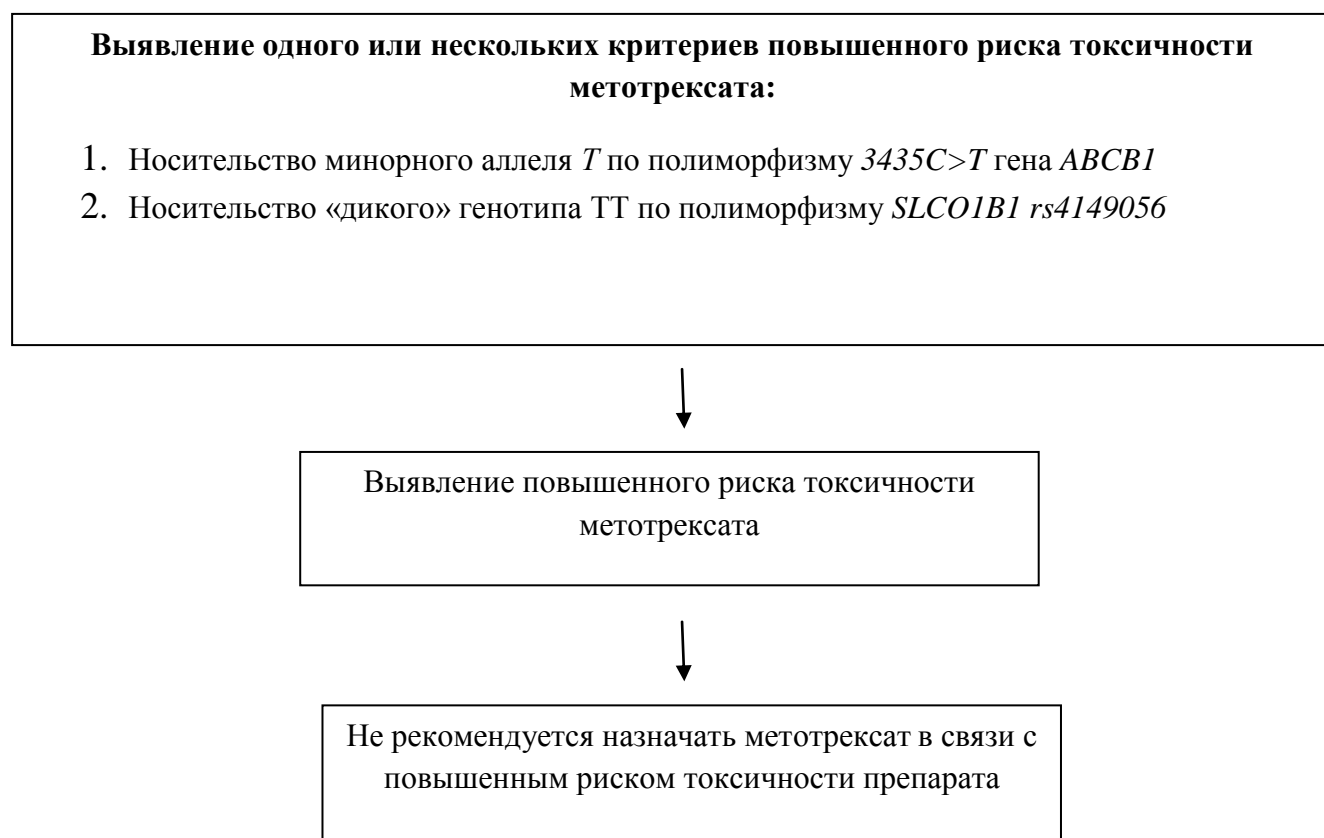 Выявление одного или нескольких критериев повышенного риска токсичности
метотрексата:
1. Носительство минорного аллеля T по полиморфизму 3435C>T гена ABCB1
2. Носительство «дикого» генотипа ТТ по полиморфизму SLCO1B1 rs4149056
Выявление повышенного риска токсичности
метотрексата
Не рекомендуется назначать метотрексат в связи с
повышенным риском токсичности препарата